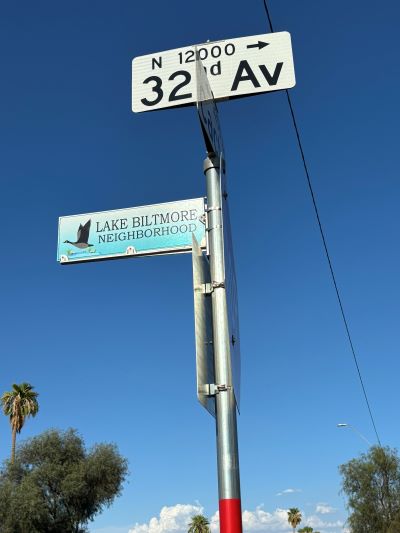 N 12000 →
32nd Av
LAKE BILTMORE
NEIGHBORHOOD